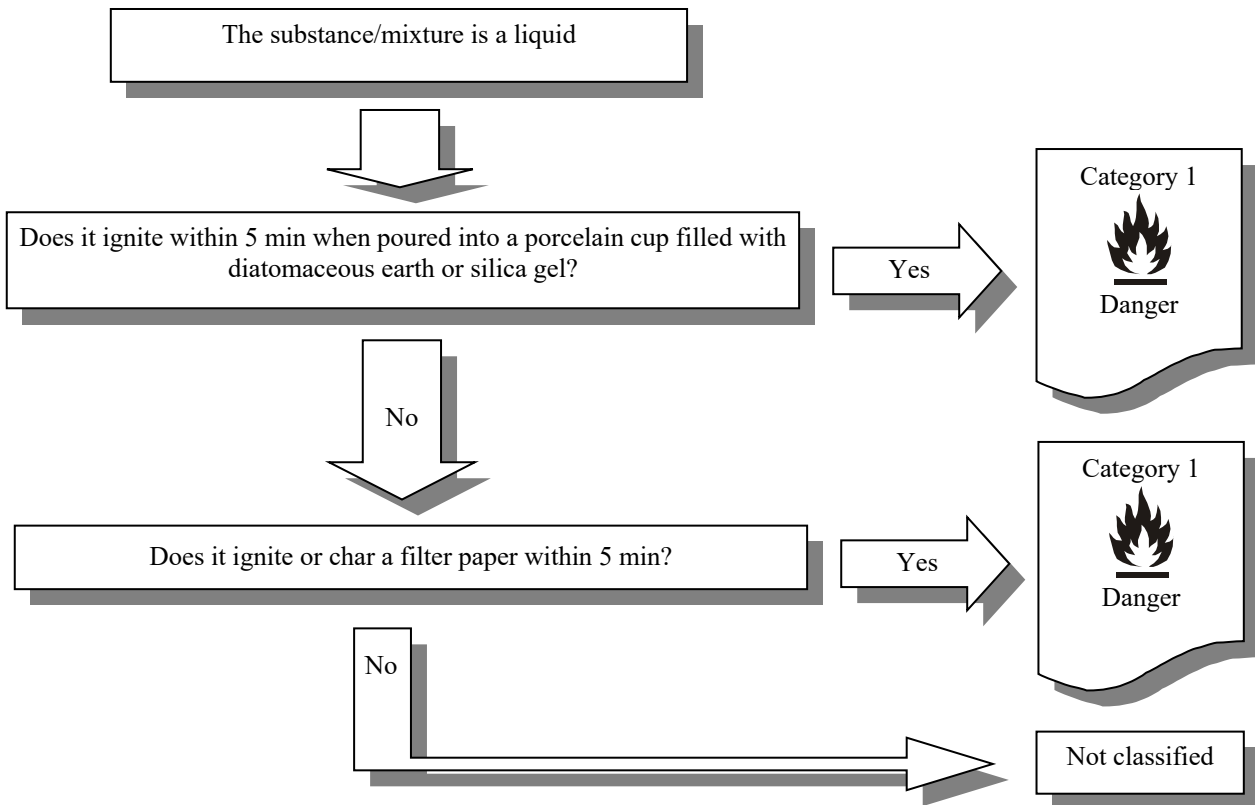 The substance/mixture is a liquid
Does it ignite within 5 min when poured into a porcelain cup filled with
diatomaceous earth or silica gel?
Yes
Category 1
Danger
No
Does it ignite or char a filter paper within 5 min?
Yes
Category 1
Danger
No
Not classified